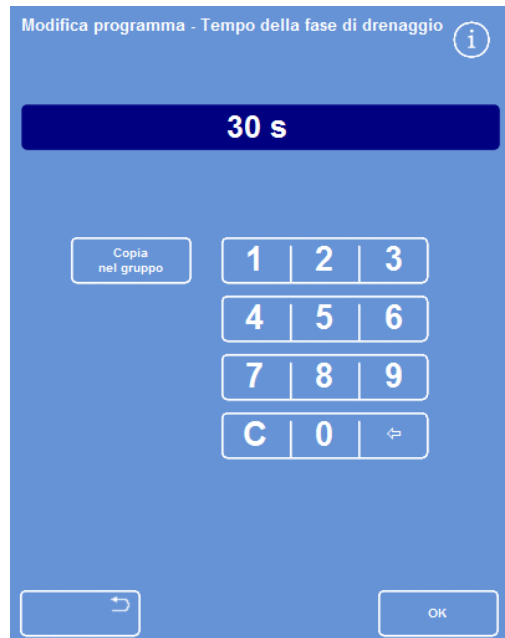 Modifica programma - Tempo della fase di drenaggio
i
30 s
Copia
nel gruppo
1 2 3
4 5 6
7 8 9
C 0 ⇦
OK